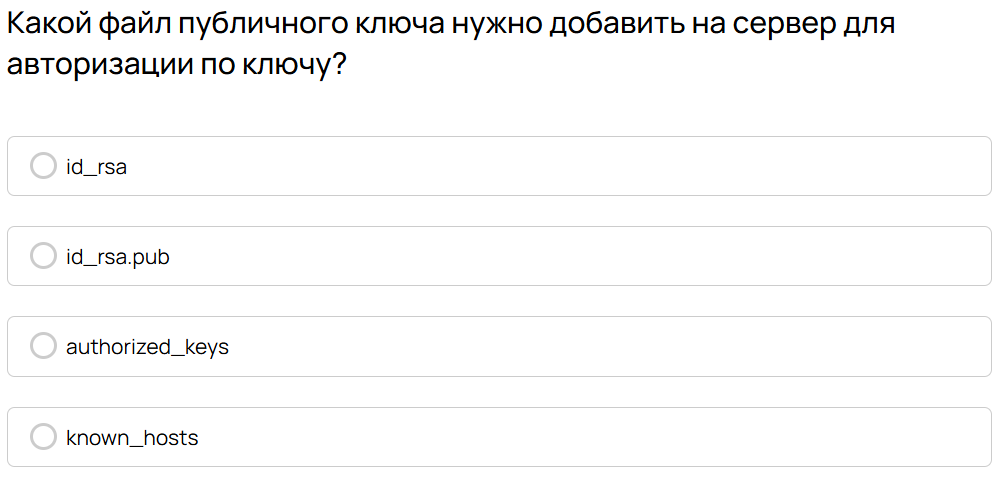 Какой файл публичного ключа нужно добавить на сервер для
авторизации по ключу?
id_rsa
id_rsa.pub
authorized_keys
known_hosts